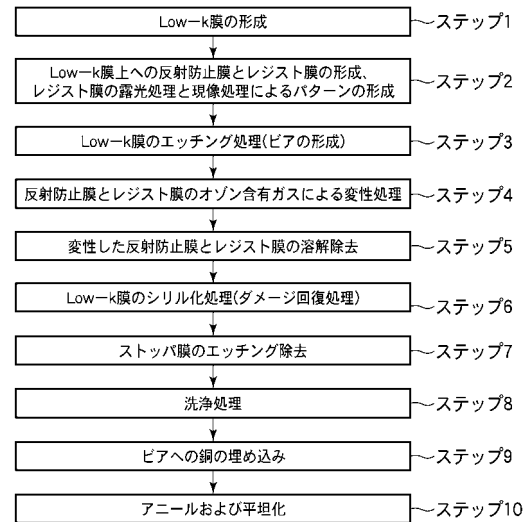 Low－k膜の形成
ステップ1
Low－k膜上への反射防止膜とレジスト膜の形成、
レジスト膜の露光処理と現像処理によるパターンの形成
ステップ2
Low－k膜のエッチング処理(ビアの形成)
ステップ3
反射防止膜とレジスト膜のオゾン含有ガスによる変性処理
ステップ4
変性した反射防止膜とレジスト膜の溶解除去
ステップ5
Low－k膜のシリル化処理(ダメージ回復処理)
ステップ6
ストッパ膜のエッチング除去
ステップ7
洗浄処理
ステップ8
ビアへの銅の埋め込み
ステップ9
アニールおよび平坦化
ステップ10